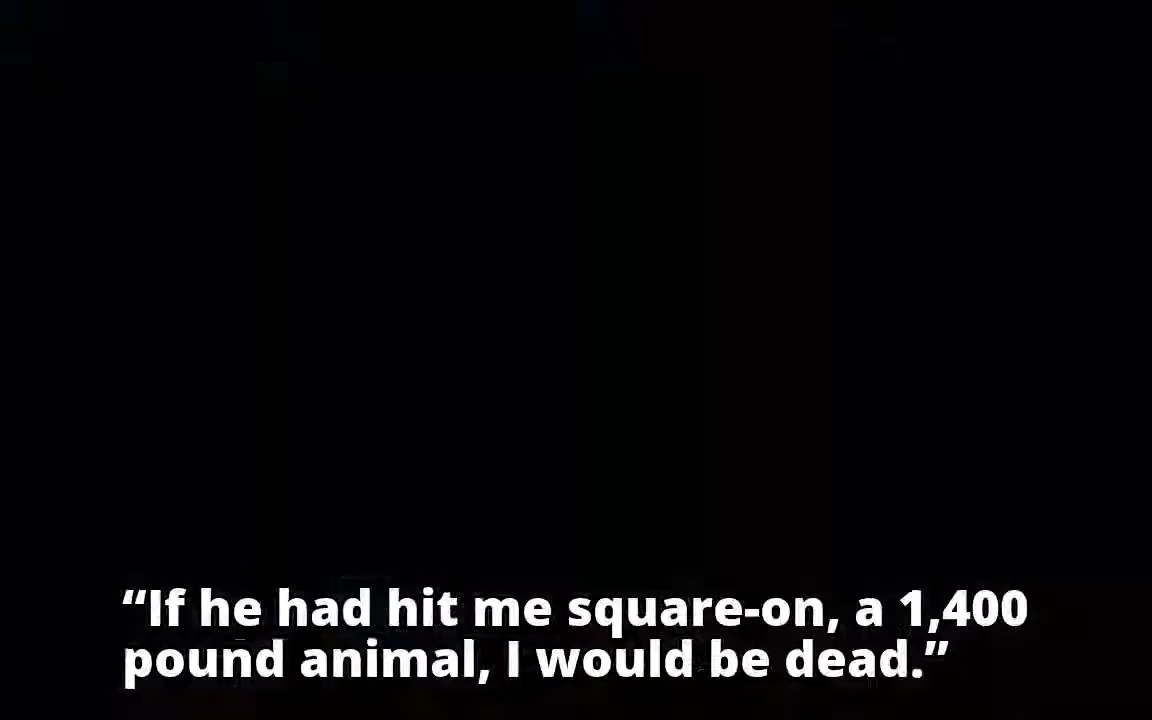 “If he had hit me square-on, a 1,400
pound animal, I would be dead.”